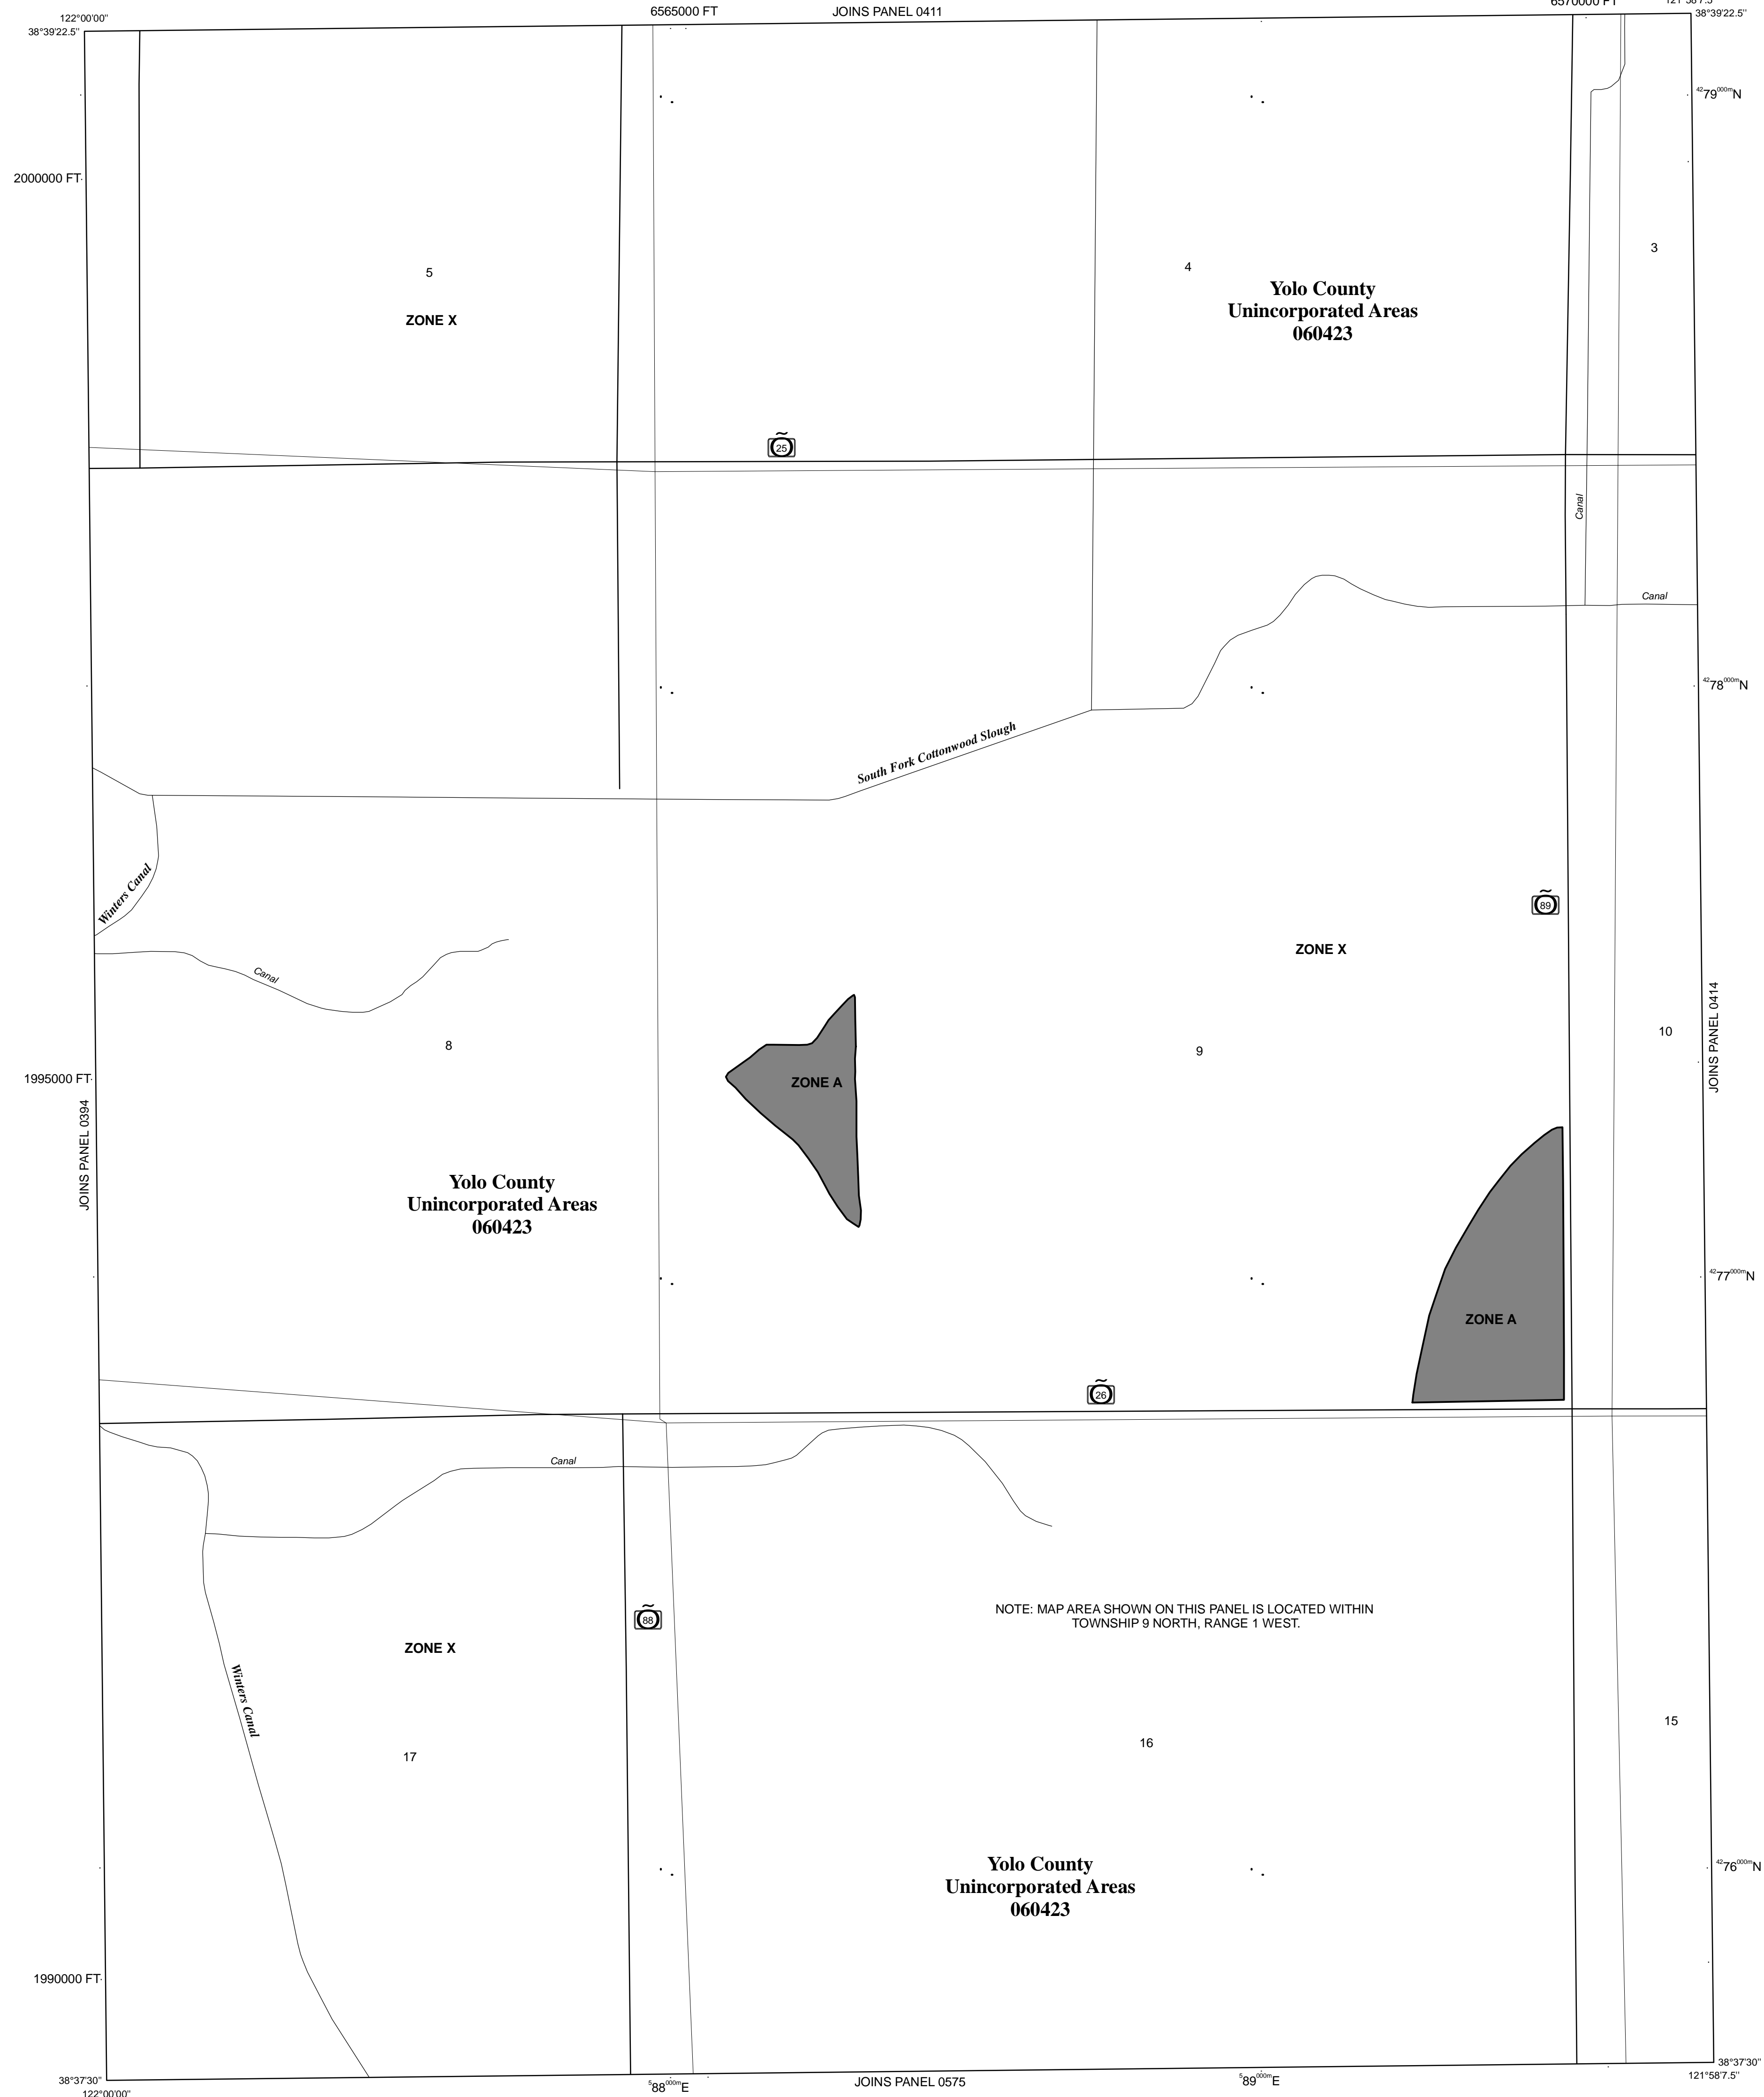 122°00'00"
6565000 FT
JOINS PANEL 0411
6570000 FT
121°58'7.5"
38°39'22.5"
38°39'22.5"
4279000m N
2000000 FT
3
5
4
Yolo County
Unincorporated Areas
060423
ZONE X
25
Canal
Canal
4278000m N
South Fork Cottonwood Slough
Winters Canal
89
ZONE X
Canal
JOINS PANEL 0414
10
8
9
1995000 FT
ZONE A
JOINS PANEL 0394
Yolo County
Unincorporated Areas
060423
4277000m N
ZONE A
26
Canal
NOTE: MAP AREA SHOWN ON THIS PANEL IS LOCATED WITHIN
TOWNSHIP 9 NORTH, RANGE 1 WEST.
88
ZONE X
Winters Canal
15
16
17
Yolo County
Unincorporated Areas
060423
4276000m N
1990000 FT
38°37'30"
38°37'30"
122°00'00"
588000m E
JOINS PANEL 0575
589000m E
121°58'7.5"